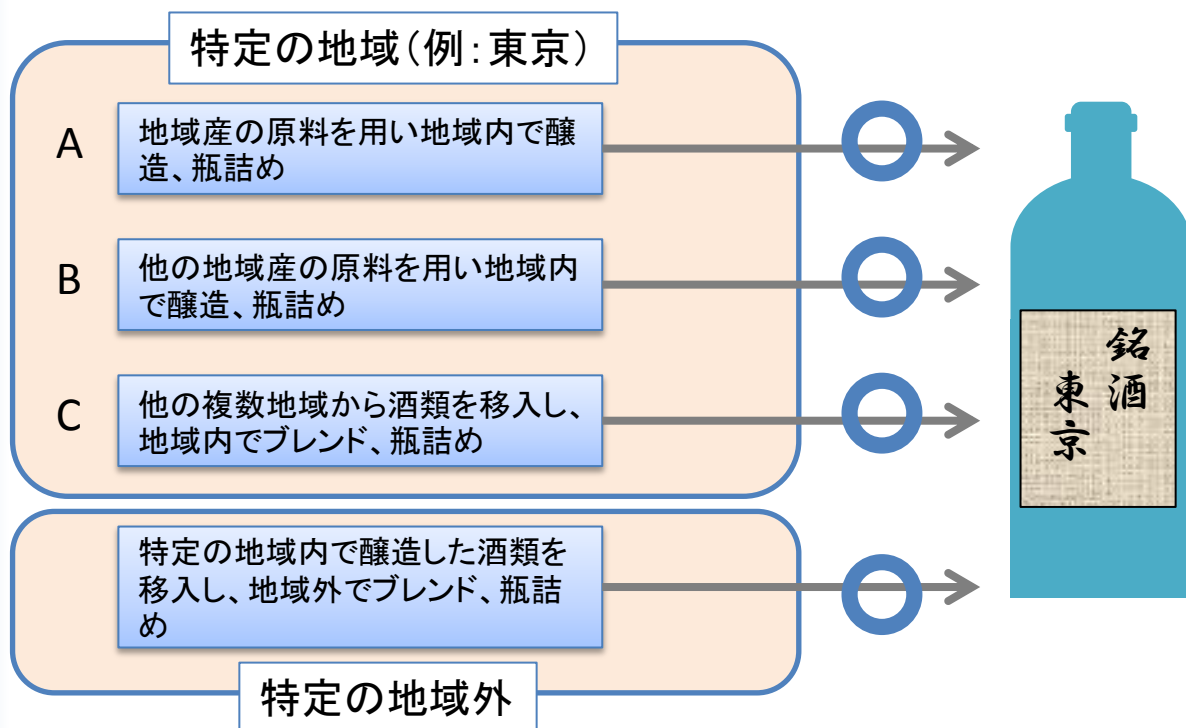 特定の地域(例:東京)
A
地域産の原料を用い地域内で醸
造、瓶詰め
B
他の地域産の原料を用い地域内
で醸造、瓶詰め
C
他の複数地域から酒類を移入し、
地域内でブレンド、瓶詰め
特定の地域内で醸造した酒類を
移入し、地域外でブレンド、瓶詰
め
特定の地域外
銘酒
東京